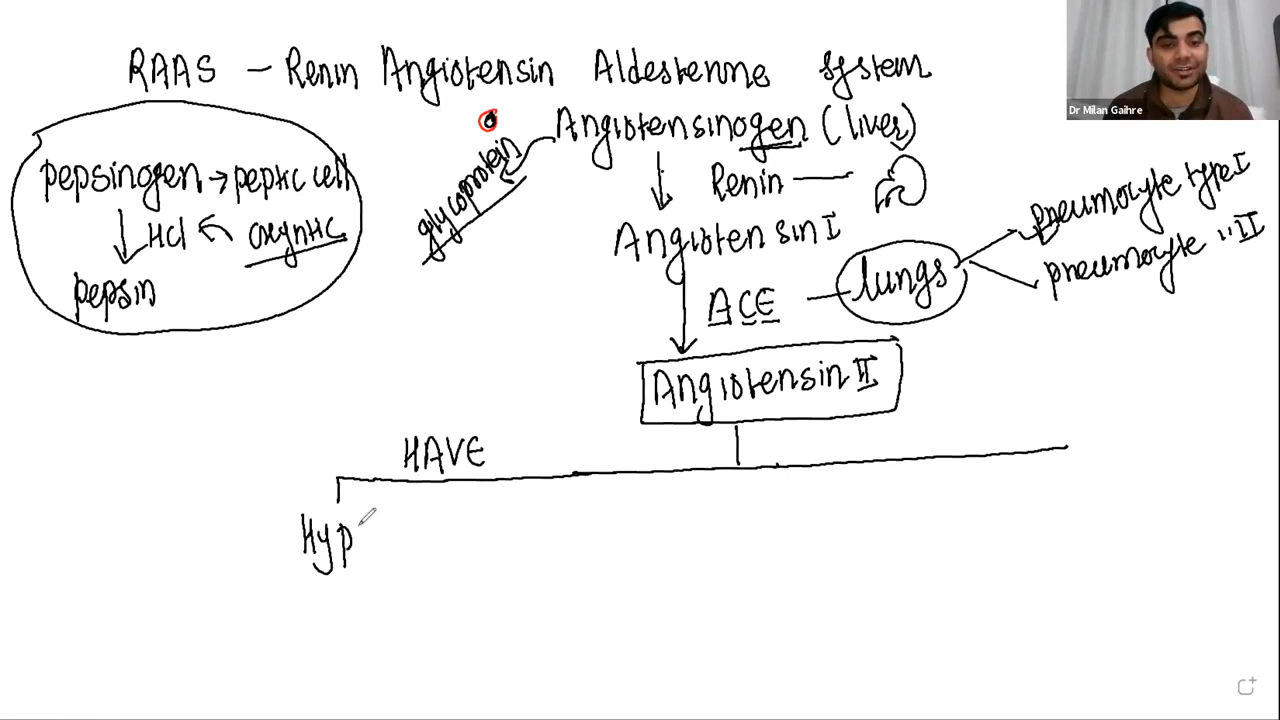 RAAS - Renin Angiotensin Aldesterone system
Dr Milan Gaihre
Angiotensinogen (liver)
glycoprotein
pepsinogen → peptic cell
Renin
HCl ← oxyntic
Angiotensin I
pepsin
ACE
lungs
pneumocyte type I
pneumocyte " II
Angiotensin II
HAVE
Hyp